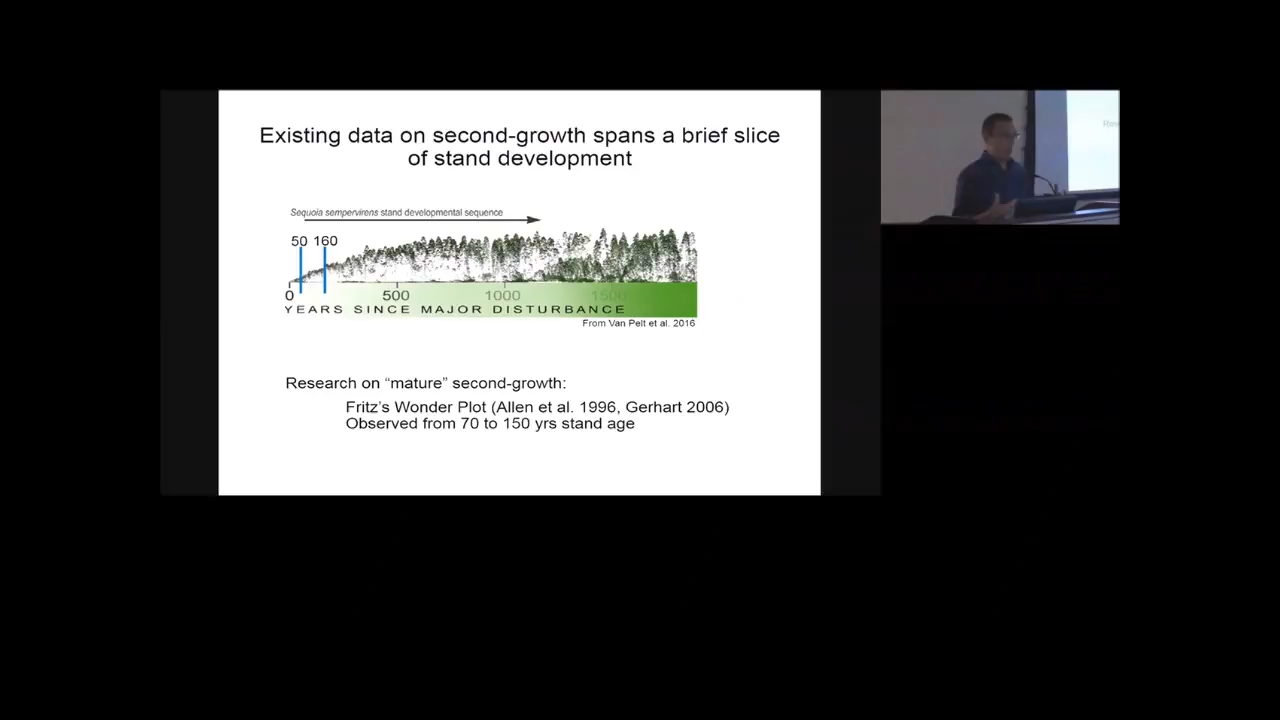 Existing data on second-growth spans a brief slice
of stand development
Sequoia sempervirens stand developmental sequence
50 160
0 500 1000 1500
YEARS SINCE MAJOR DISTURBANCE
From Van Pelt et al. 2016
Research on “mature” second-growth:
Fritz’s Wonder Plot (Allen et al. 1996, Gerhart 2006)
Observed from 70 to 150 yrs stand age